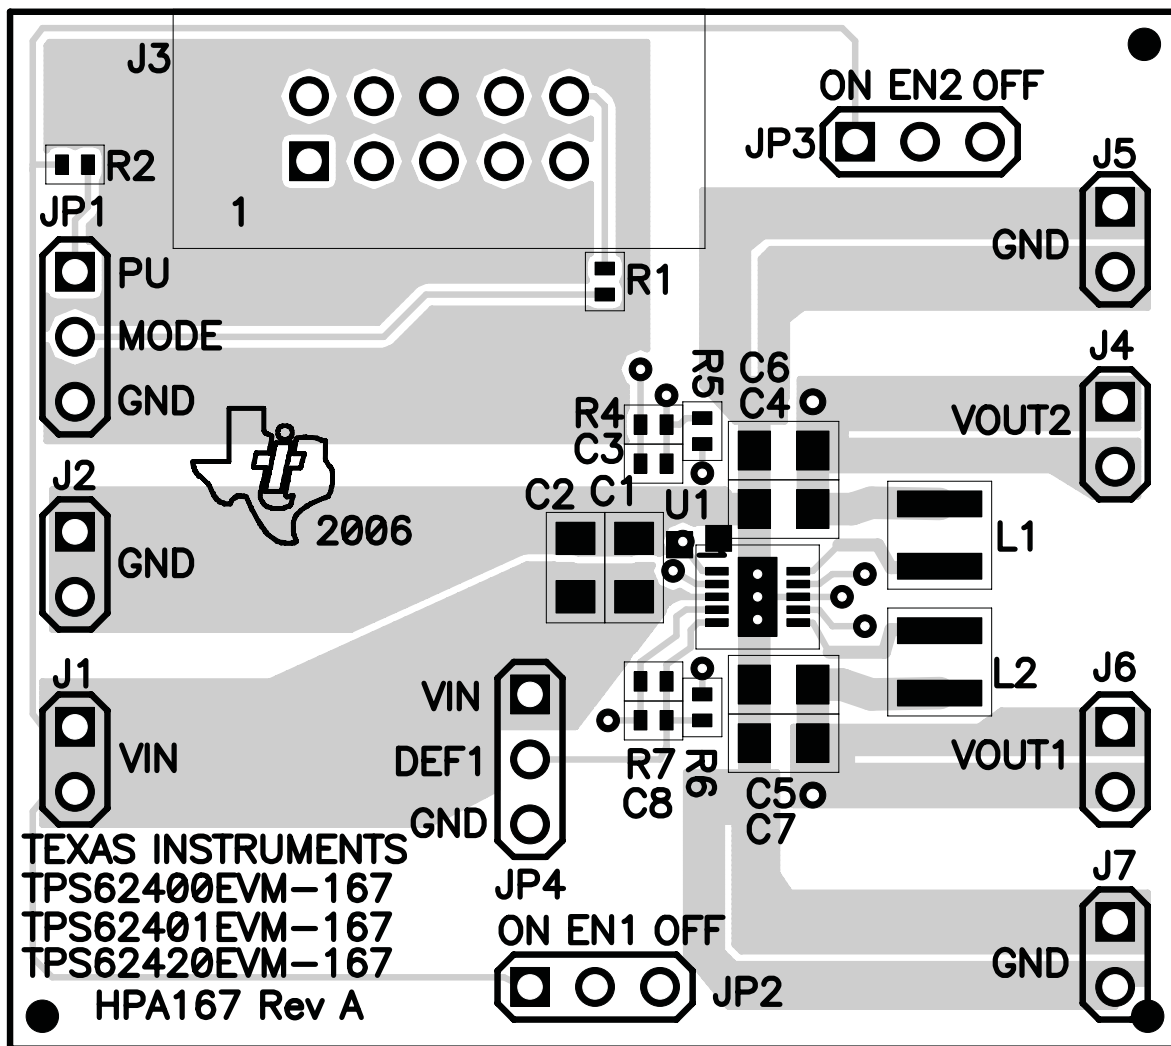 J3
ON EN2 OFF
JP3
J5
R2
JP1
1
GND
PU
R1
MODE
GND
R5
C6
C4
J4
R4
C3
VOUT2
J2
C2
C1
U1
2006
L1
GND
J1
VIN
L2
J6
VIN
DEF1
R7
R6
VOUT1
C8
C5
C7
GND
TEXAS INSTRUMENTS
TPS62400EVM-167
TPS62401EVM-167
TPS62420EVM-167
HPA167 Rev A
JP4
J7
ON EN1 OFF
GND
JP2